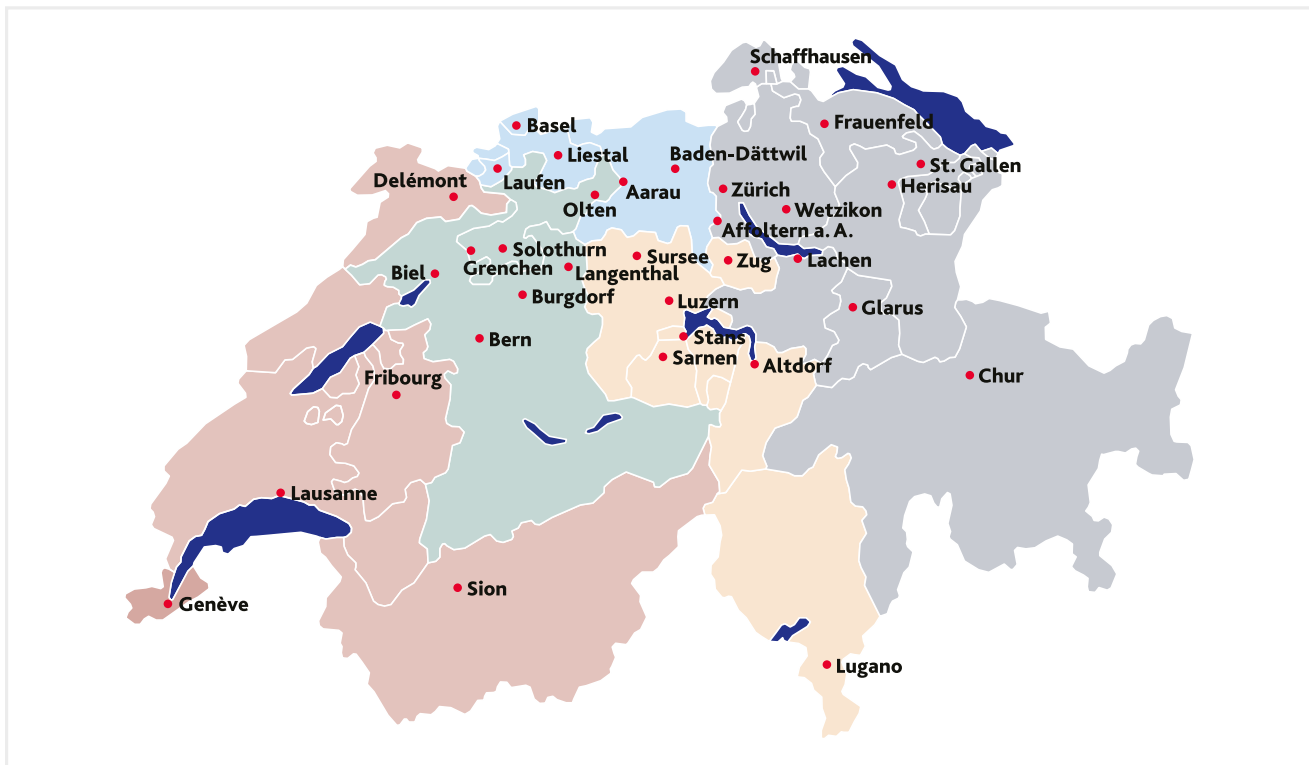 Schaffhausen
Frauenfeld
Basel
Liestal
Baden-Dättwil
St. Gallen
Delémont
Laufen
Aarau
Zürich
Herisau
Olten
Wetzikon
Affoltern a. A.
Solothurn
Sursee
Zug
Lachen
Biel
Grenchen
Langenthal
Burgdorf
Luzern
Glarus
Bern
Stans
Sarnen
Altdorf
Chur
Fribourg
Lausanne
Sion
Genève
Lugano